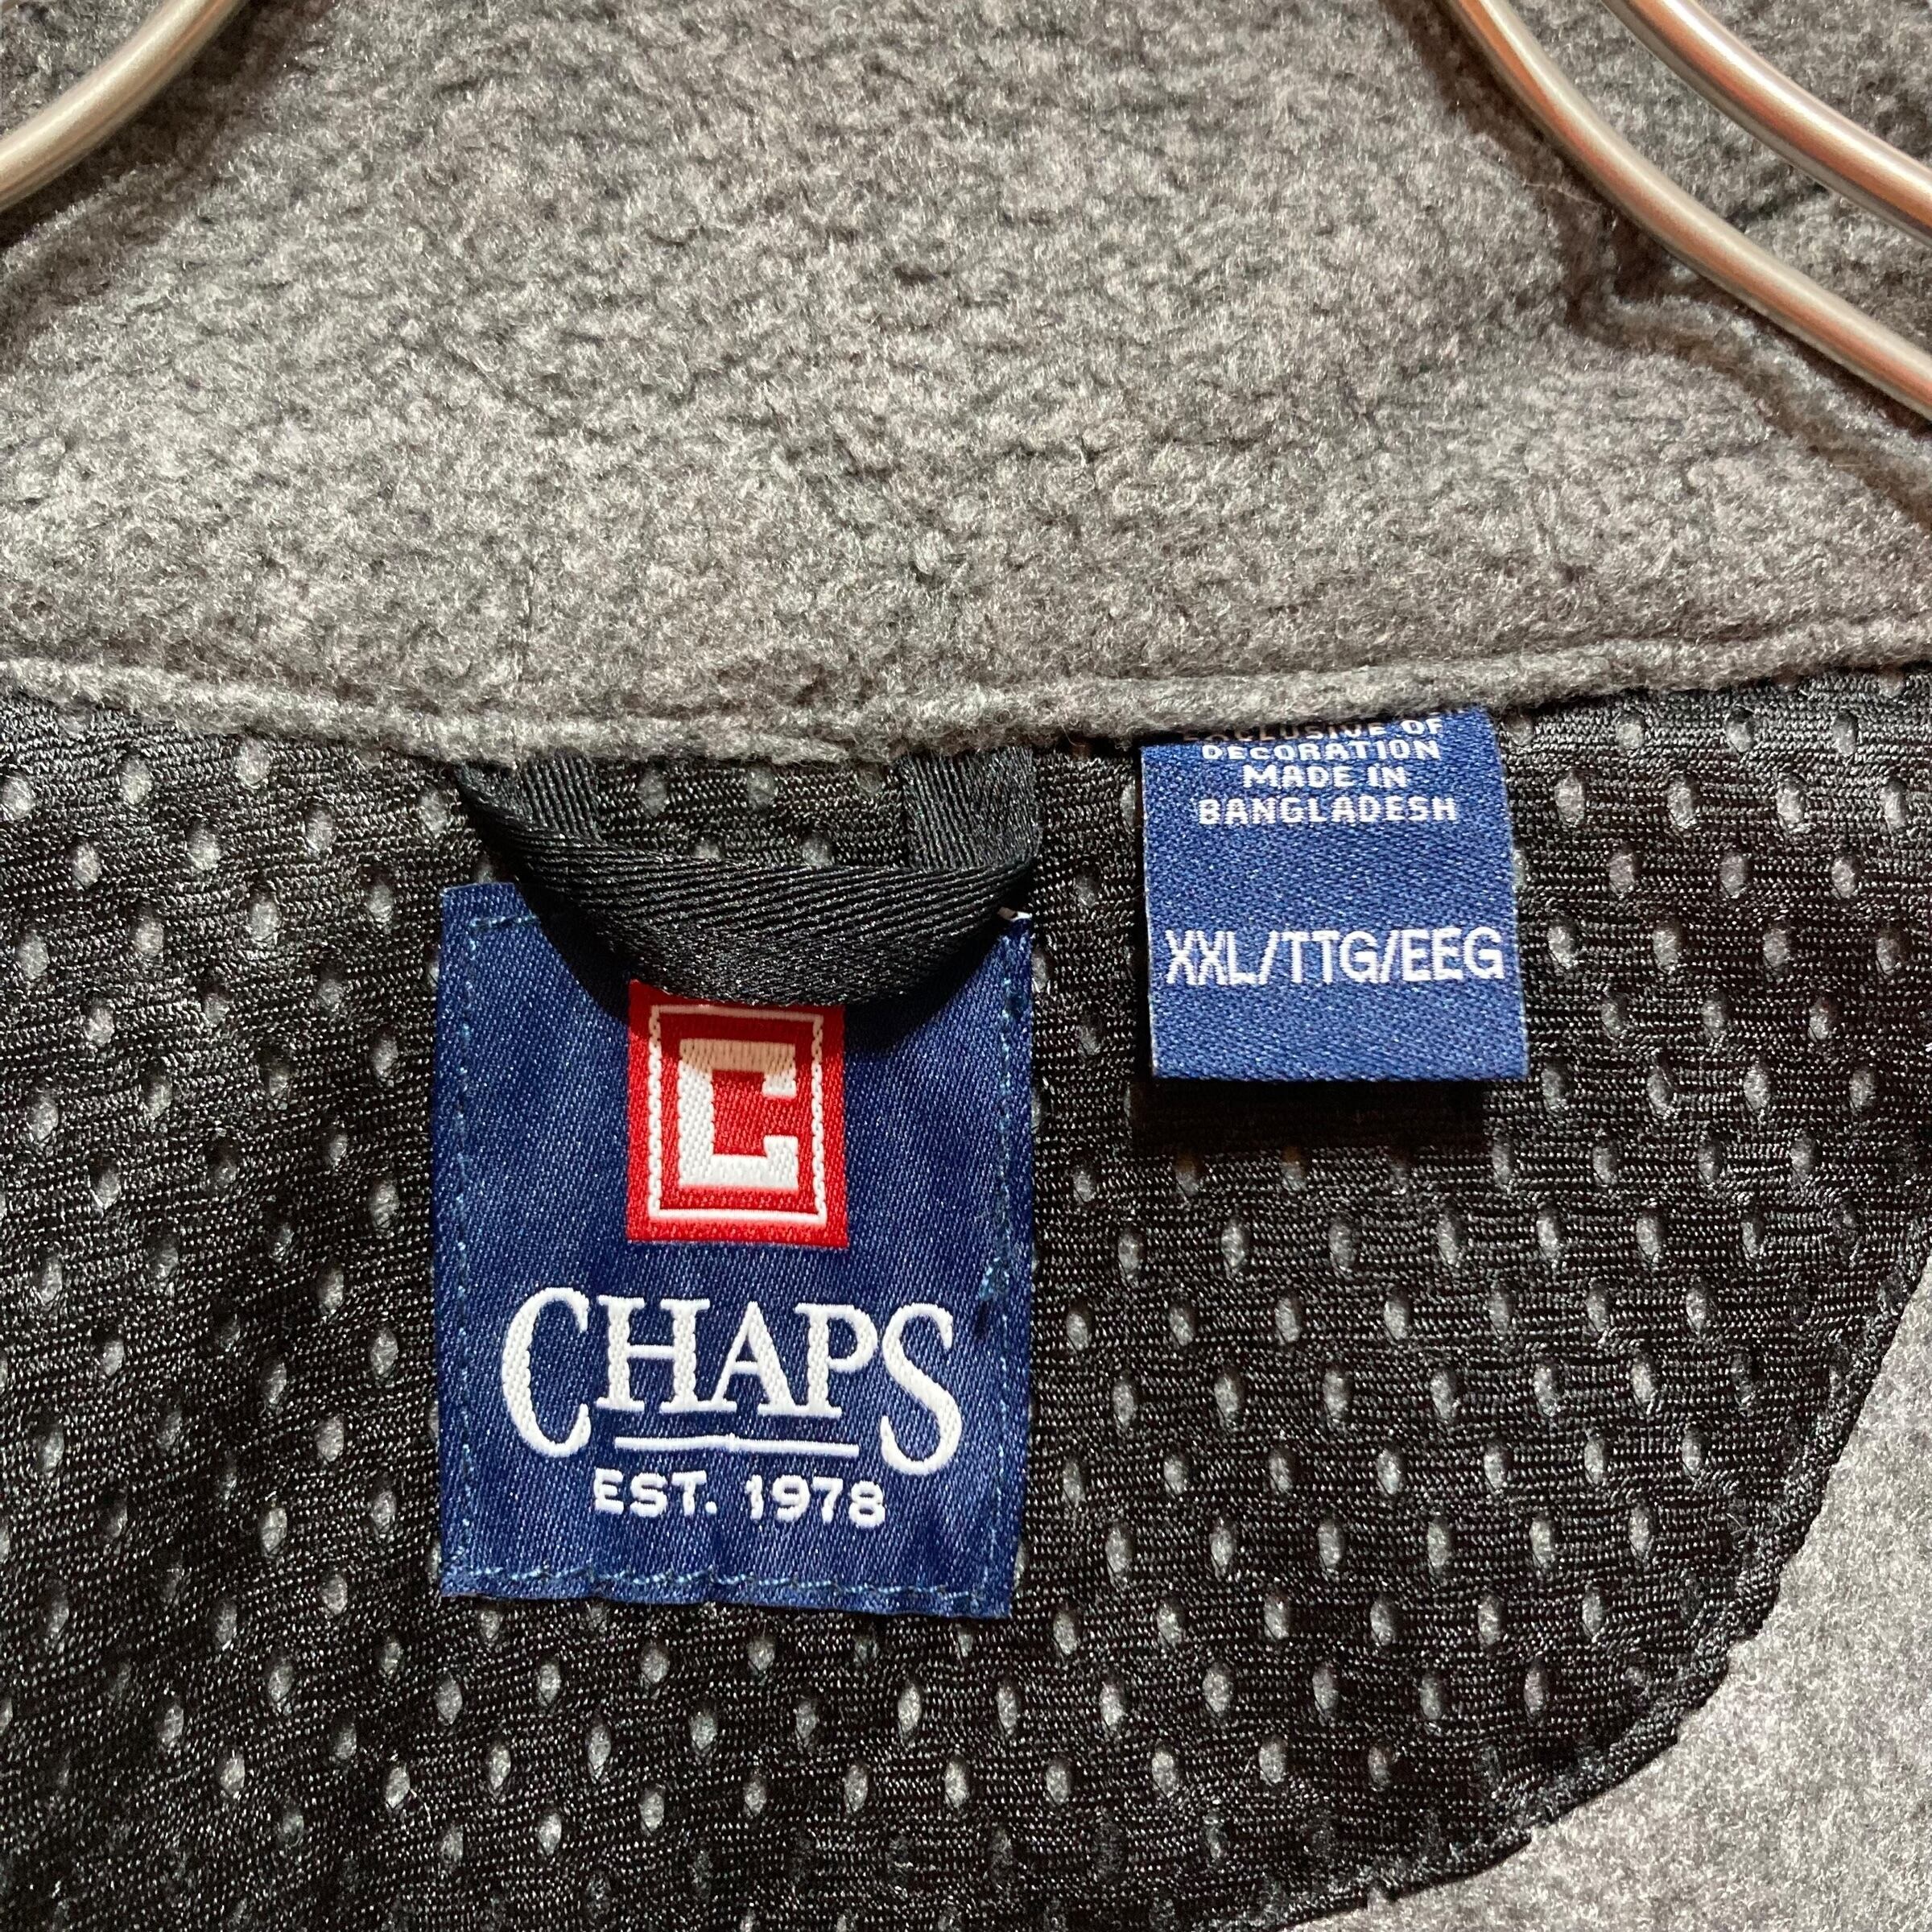 EXCLUSIVE OF
DECORATION
MADE IN
BANGLADESH
XXL/TTG/EEG
C
CHAPS
EST. 1978